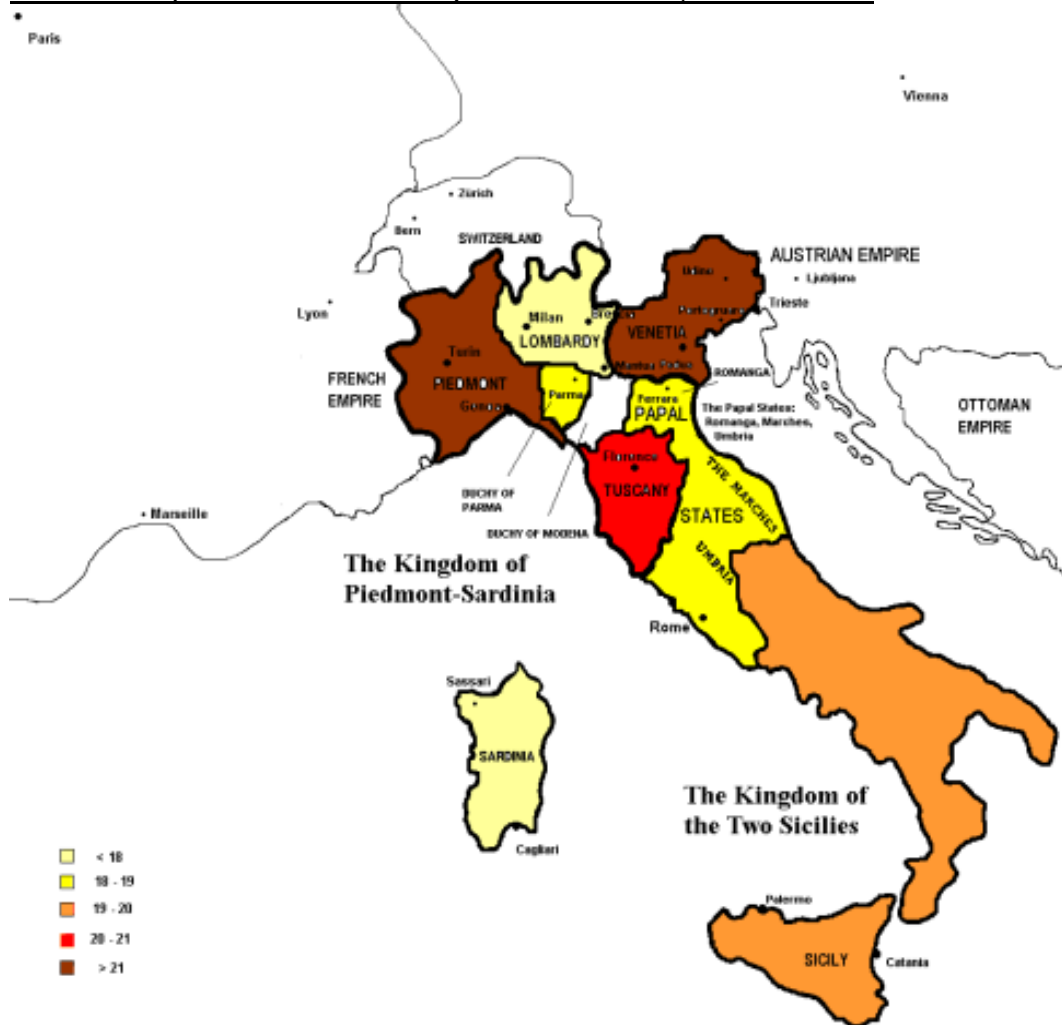 Paris
Vienna
Zürich
Bern
SWITZERLAND
AUSTRIAN EMPIRE
Udine
Ljubljana
Lyon
Trieste
Portogruaro
Milan
Brescia
LOMBARDY
VENETIA
Turin
Mantua Padua
ROMANGA
FRENCH
EMPIRE
PIEDMONT
Parma
Ferrara
PAPAL
The Papal States:
Romanga, Marches,
Umbria
OTTOMAN
EMPIRE
Genoa
Florence
TUSCANY
THE MARCHES
DUCHY OF
PARMA
STATES
Marseille
DUCHY OF MODENA
UMBRIA
The Kingdom of
Piedmont-Sardinia
Rome
Sassari
SARDINIA
The Kingdom of
the Two Sicilies
Cagliari
< 18
18 - 19
19 - 20
20 - 21
> 21
Palermo
SICILY
Catania